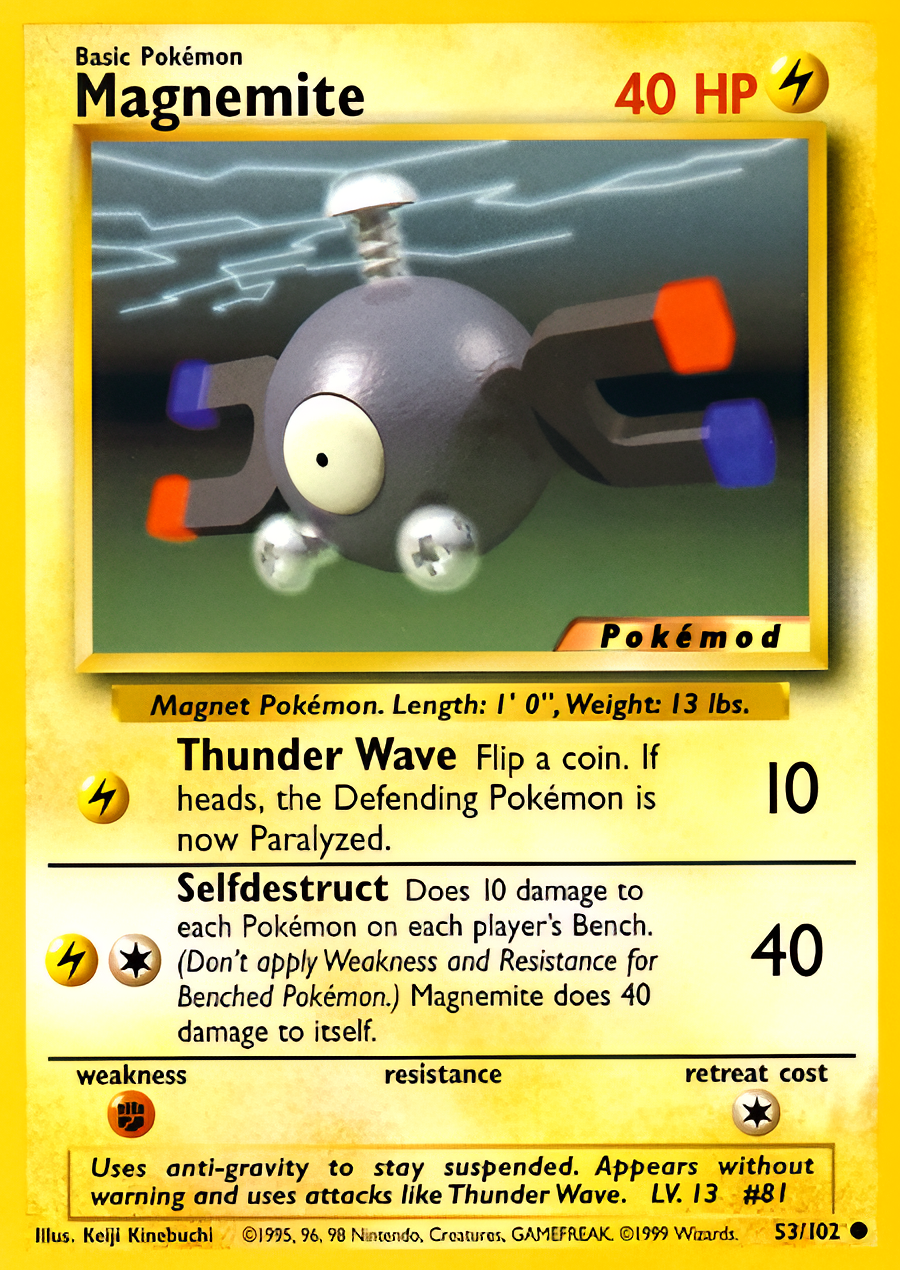 Basic Pokémon
Magnemite
40 HP
Pokémod
Magnet Pokémon. Length: 1' 0", Weight: 13 lbs.
Thunder Wave Flip a coin. If
heads, the Defending Pokémon is
now Paralyzed.
10
Selfdestruct Does 10 damage to
each Pokémon on each player's Bench.
(Don't apply Weakness and Resistance for
Benched Pokémon.) Magnemite does 40
damage to itself.
40
weakness resistance retreat cost
Uses anti-gravity to stay suspended. Appears without
warning and uses attacks like Thunder Wave. LV. 13 #81
Illus. Keiji Kinebuchi ©1995, 96, 98 Nintendo, Creatures, GAMEFREAK. ©1999 Wizards. 53/102